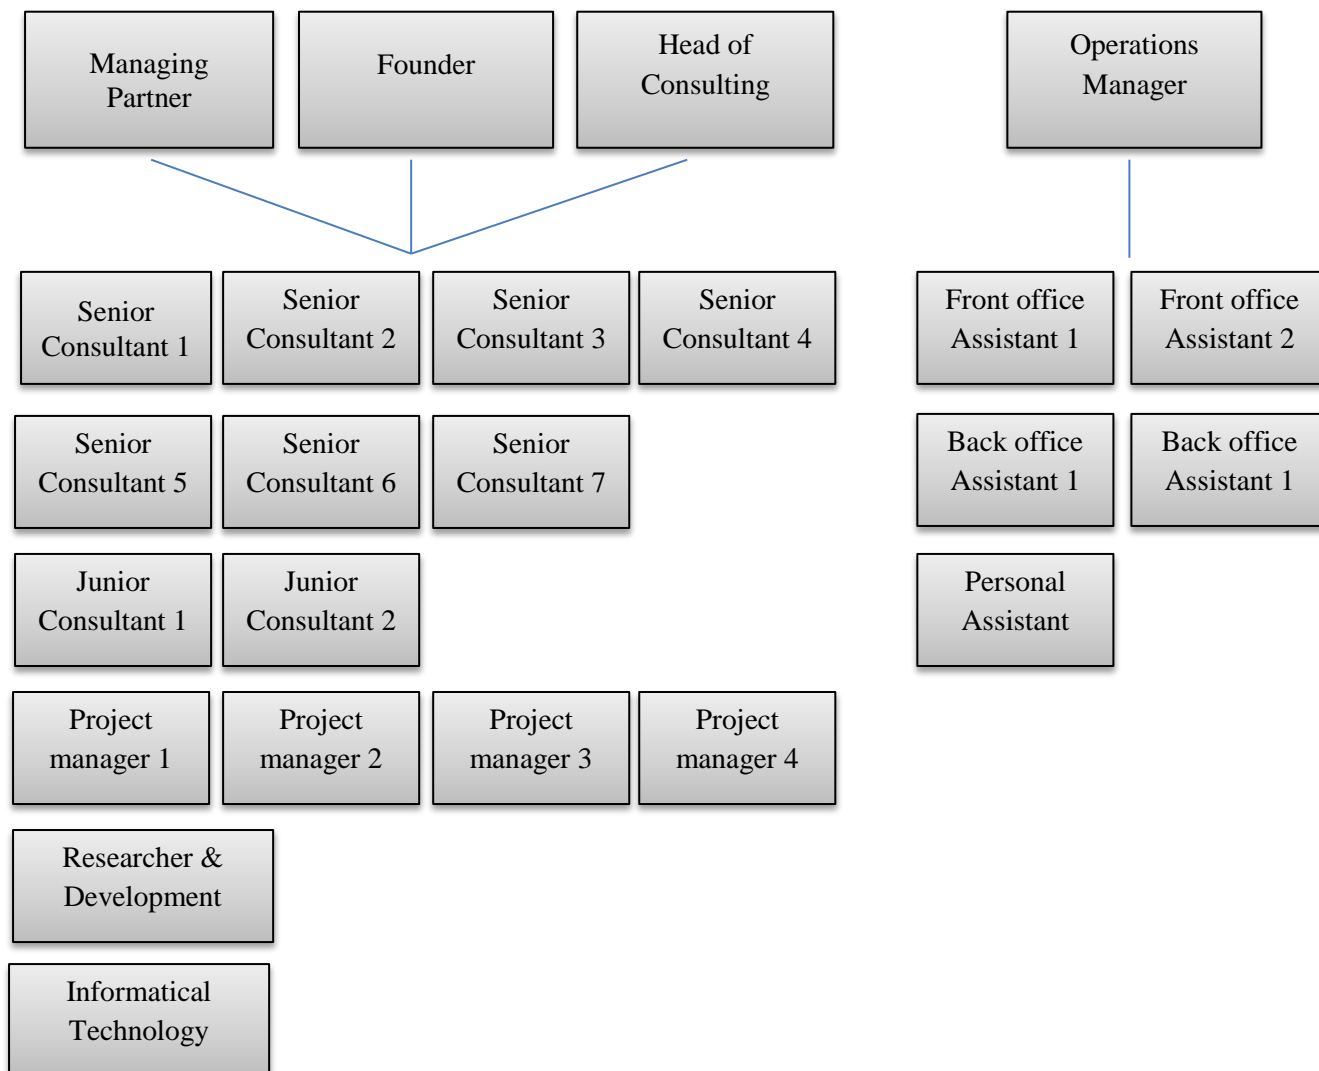 Managing
Partner
Founder
Head of
Consulting
Operations
Manager
Senior
Consultant 1
Senior
Consultant 2
Senior
Consultant 3
Senior
Consultant 4
Front office
Assistant 1
Front office
Assistant 2
Senior
Consultant 5
Senior
Consultant 6
Senior
Consultant 7
Back office
Assistant 1
Back office
Assistant 1
Junior
Consultant 1
Junior
Consultant 2
Personal
Assistant
Project
manager 1
Project
manager 2
Project
manager 3
Project
manager 4
Researcher &
Development
Informatical
Technology